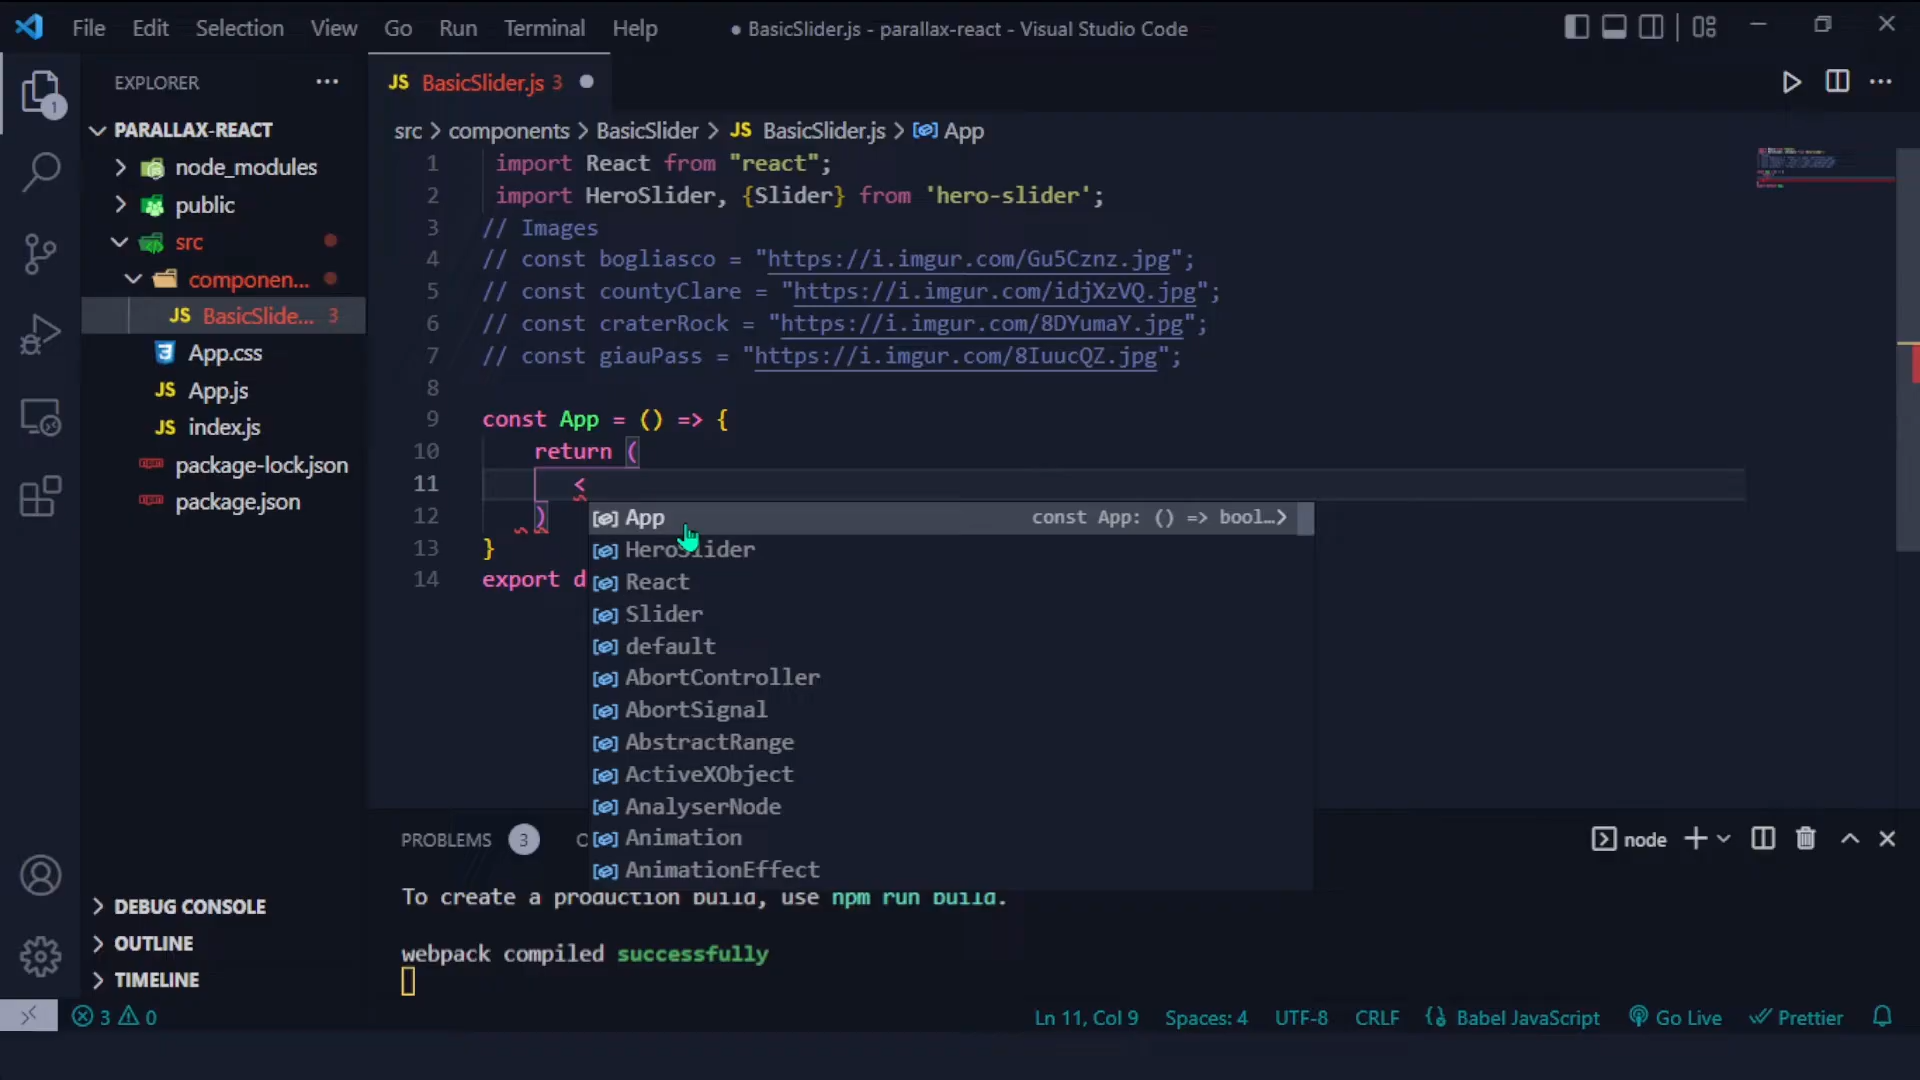 File Edit Selection View Go Run Terminal Help
● BasicSlider.js - parallax-react - Visual Studio Code
EXPLORER
1
PARALLAX-REACT
node_modules
public
src
componen...
JS BasicSlide... 3
App.css
JS App.js
JS index.js
package-lock.json
package.json
DEBUG CONSOLE
OUTLINE
TIMELINE
JS BasicSlider.js 3
src > components > BasicSlider > JS BasicSlider.js > App
1 import React from "react";
2 import HeroSlider, {Slider} from 'hero-slider';
3 // Images
4 // const bogliasco = "https://i.imgur.com/Gu5Cznz.jpg";
5 // const countyClare = "https://i.imgur.com/idjXzVQ.jpg";
6 // const craterRock = "https://i.imgur.com/8DYumaY.jpg";
7 // const giauPass = "https://i.imgur.com/8IuucQZ.jpg";
8
9 const App = () => {
10 return (
11 <
12 )
13 }
14 export d
App const App: () => bool…
HeroSlider
React
Slider
default
AbortController
AbortSignal
AbstractRange
ActiveXObject
AnalyserNode
Animation
AnimationEffect
PROBLEMS 3
node
To create a production build, use npm run build.
webpack compiled successfully
3 0
Ln 11, Col 9 Spaces: 4 UTF-8 CRLF Babel JavaScript Go Live Prettier